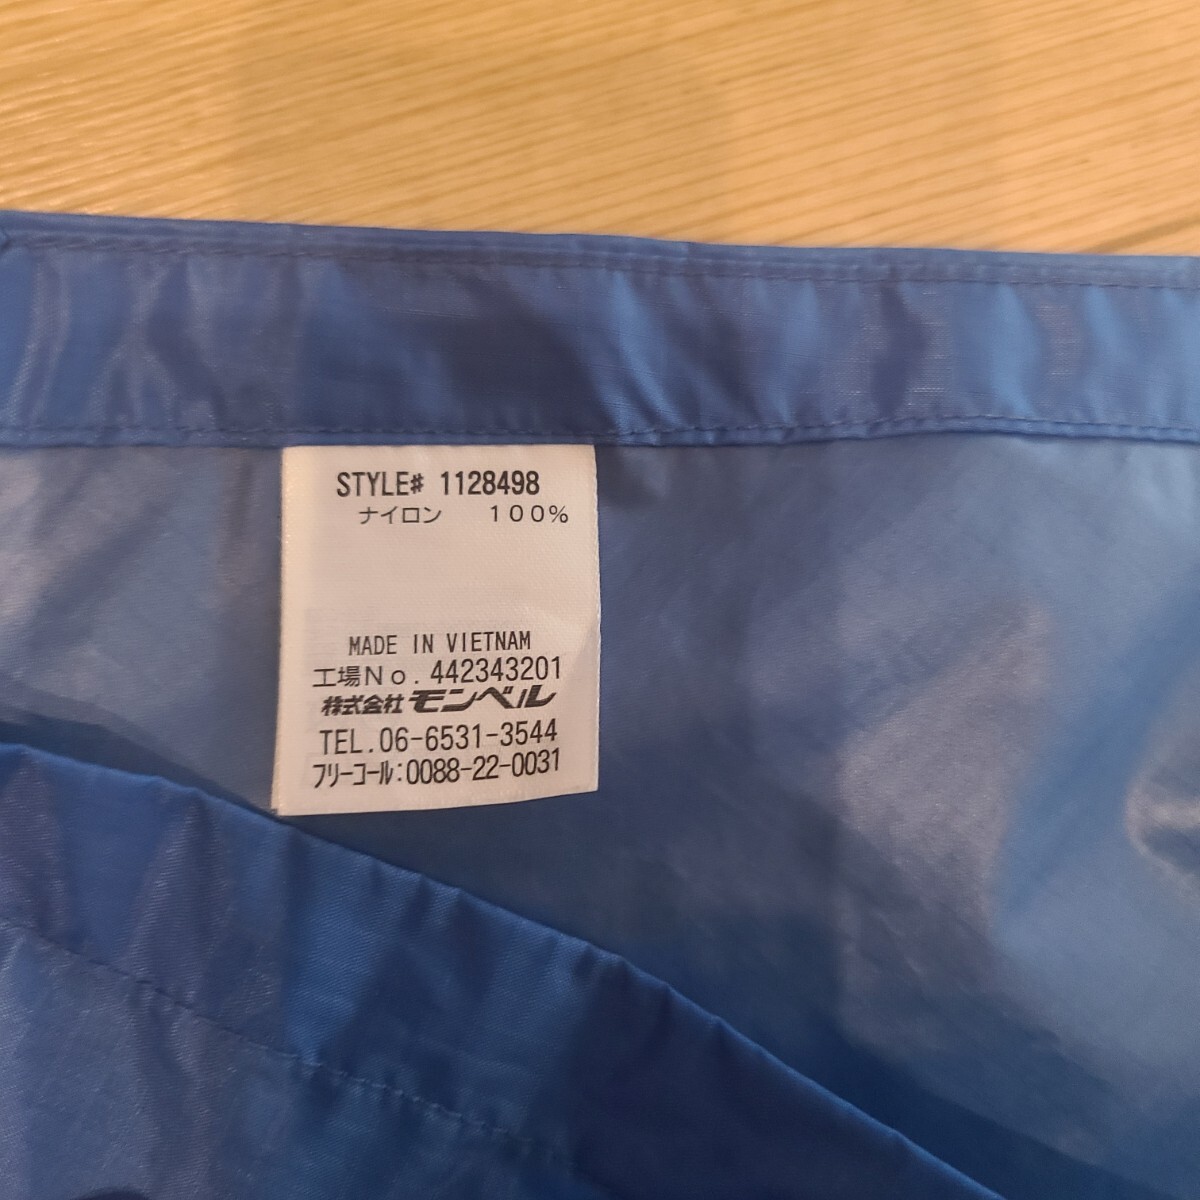 STYLE# 1128498
ナイロン 100%
MADE IN VIETNAM
工場No. 442343201
株式会社モンベル
TEL.06-6531-3544
フリーコール:0088-22-0031